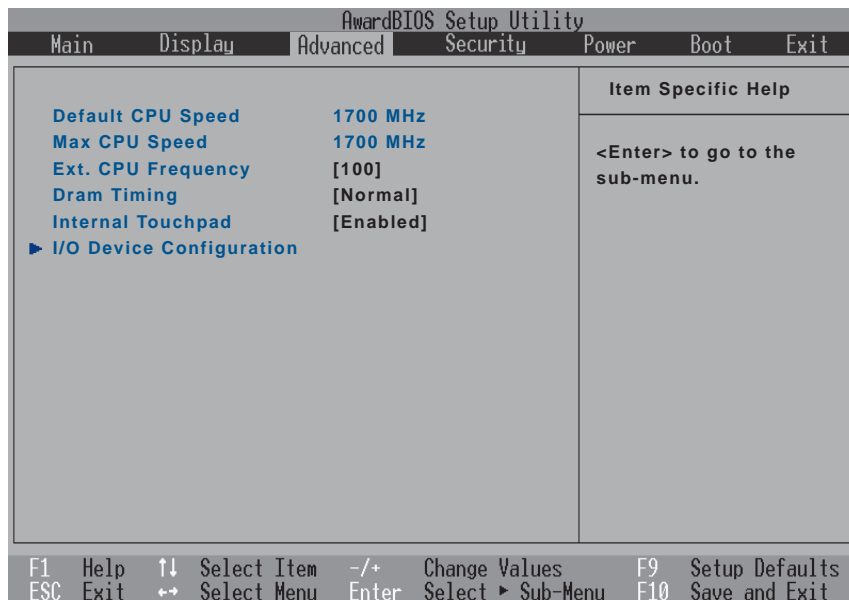 AwardBIOS Setup Utility
Main Display Advanced Security Power Boot Exit
Item Specific Help
Default CPU Speed 1700 MHz
Max CPU Speed 1700 MHz
<Enter> to go to the
Ext. CPU Frequency [100]
sub-menu.
Dram Timing [Normal]
Internal Touchpad [Enabled]
▶ I/O Device Configuration
F1 Help ↑↓ Select Item -/+ Change Values F9 Setup Defaults
ESC Exit ↔ Select Menu Enter Select ▶ Sub-Menu F10 Save and Exit